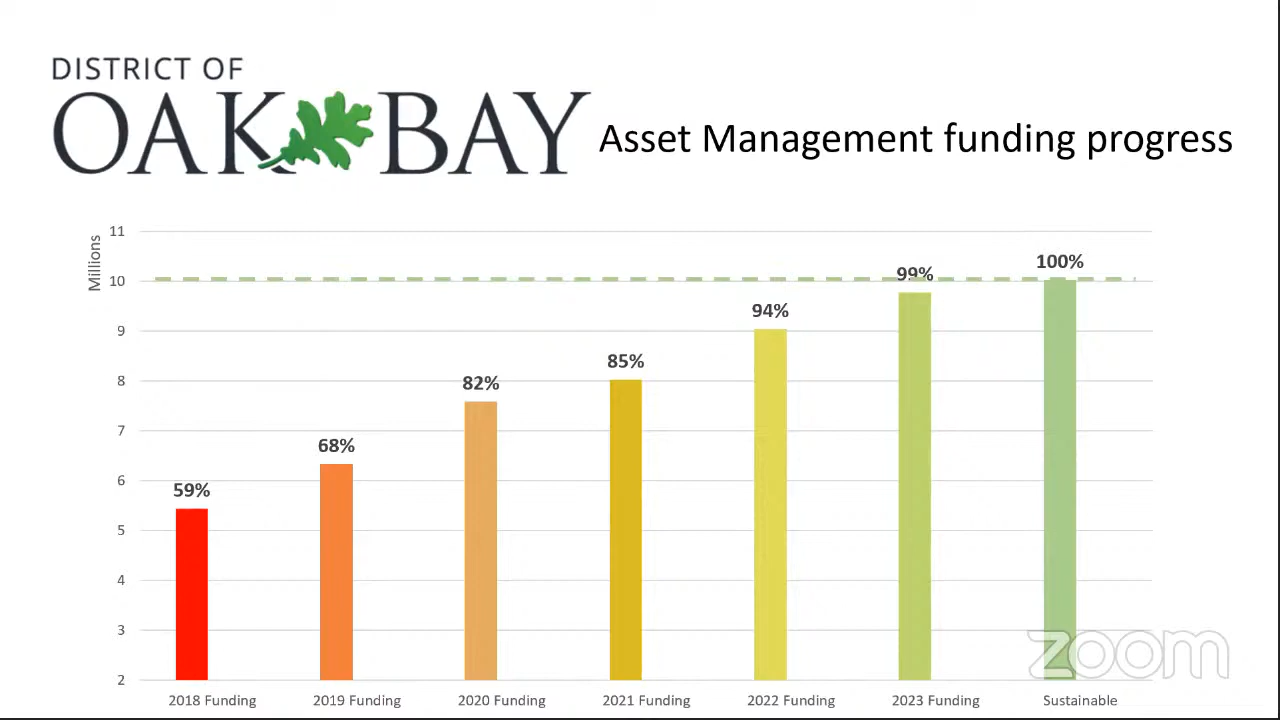 DISTRICT OF
OAK BAY
Asset Management funding progress
Millions
11
10
9
8
7
6
5
4
3
2
59%
68%
82%
85%
94%
99%
100%
2018 Funding
2019 Funding
2020 Funding
2021 Funding
2022 Funding
2023 Funding
Sustainable
zoom